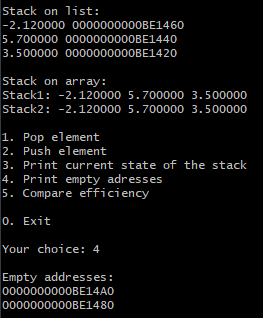 Stack on list:
-2.120000 0000000000BE1460
5.700000 0000000000BE1440
3.500000 0000000000BE1420
Stack on array:
Stack1: -2.120000 5.700000 3.500000
Stack2: -2.120000 5.700000 3.500000
1. Pop element
2. Push element
3. Print current state of the stack
4. Print empty adresses
5. Compare efficiency
0. Exit
Your choice: 4
Empty addresses:
0000000000BE14A0
0000000000BE1480